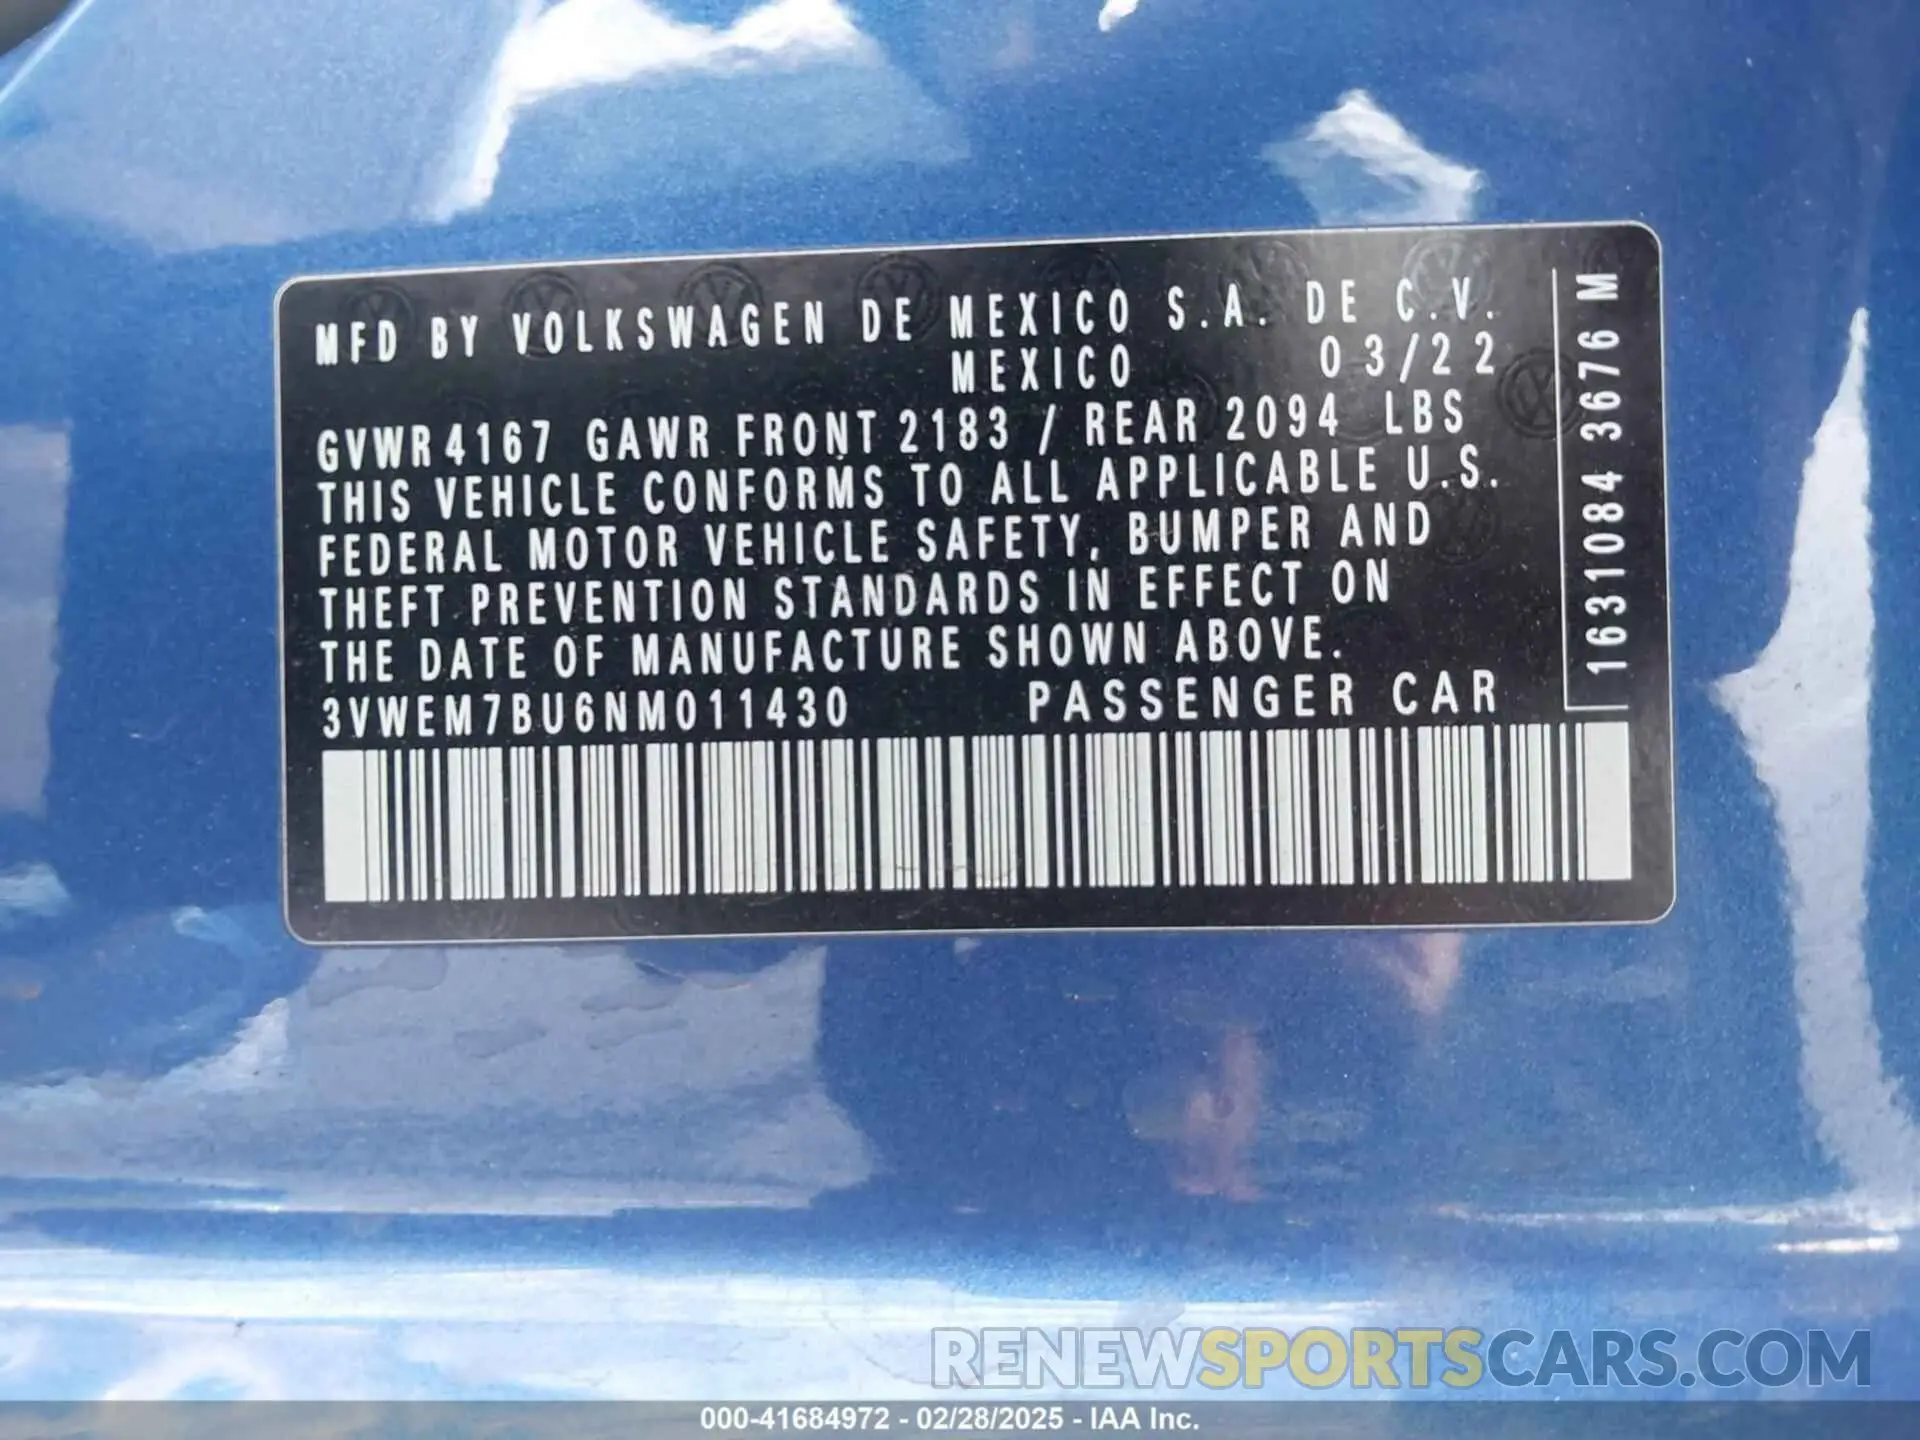 MFD BY VOLKSWAGEN DE MEXICO S.A. DE C.V.
MEXICO 03/22
GVWR 4167 GAWR FRONT 2183 / REAR 2094 LBS
THIS VEHICLE CONFORMS TO ALL APPLICABLE U.S.
FEDERAL MOTOR VEHICLE SAFETY, BUMPER AND
THEFT PREVENTION STANDARDS IN EFFECT ON
THE DATE OF MANUFACTURE SHOWN ABOVE.
3VWEM7BU6NM011430 PASSENGER CAR
1631084 3676 M
RENEWSPORTSCARS.COM
000-41684972 - 02/28/2025 - IAA Inc.